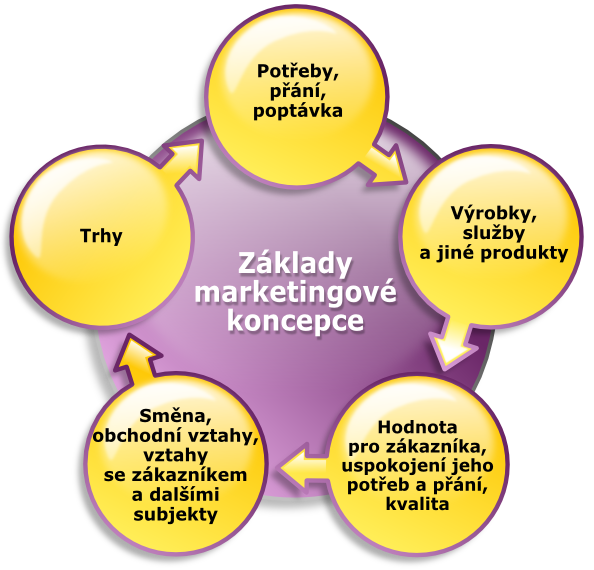 Potřeby,
přání,
poptávka
Výrobky,
služby
a jiné produkty
Trhy
Základy
marketingové
koncepce
Hodnota
pro zákazníka,
uspokojení jeho
potřeb a přání,
kvalita
Směna,
obchodní vztahy,
vztahy
se zákazníkem
a dalšími
subjekty